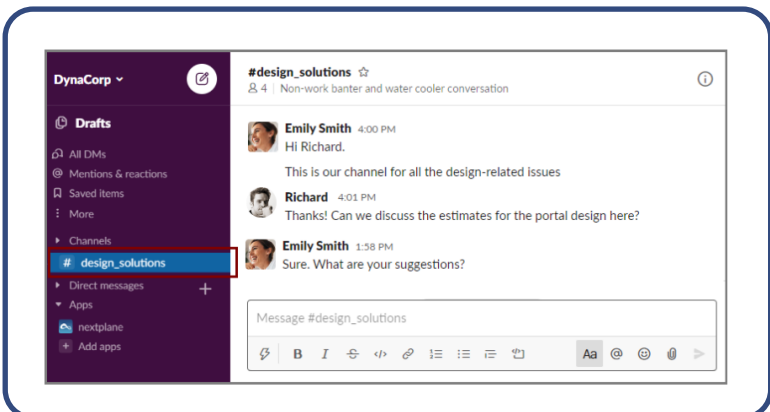 DynaCorp
Drafts
All DMs
@ Mentions & reactions
Saved items
More
Channels
# design_solutions
Direct messages +
Apps
nextplane
+ Add apps
#design_solutions
4 | Non-work banter and water cooler conversation
Emily Smith 4:00 PM
Hi Richard.
This is our channel for all the design-related issues
Richard 4:01 PM
Thanks! Can we discuss the estimates for the portal design here?
Emily Smith 1:58 PM
Sure. What are your suggestions?
Message #design_solutions
B I S </> Aa @